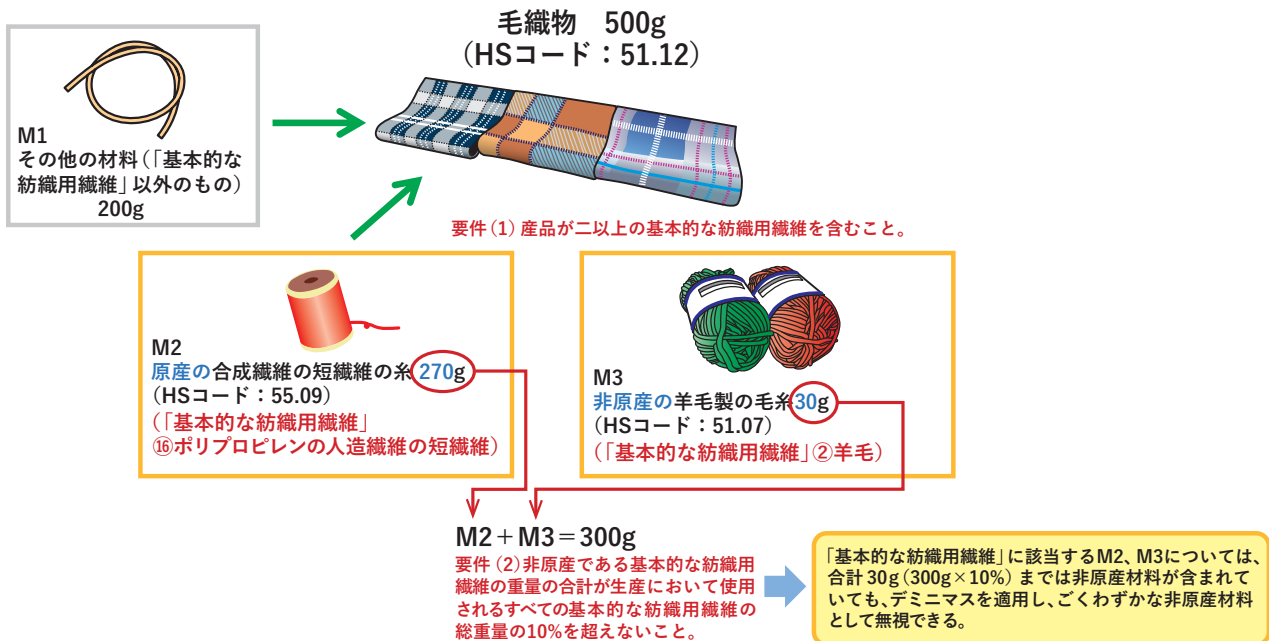 毛織物　500g
(HSコード：51.12)
M1
その他の材料（「基本的な
紡織用繊維」以外のもの）
200g
要件（1）産品が二以上の基本的な紡織用繊維を含むこと。
M2
原産の合成繊維の短繊維の糸270g
(HSコード：55.09)
（「基本的な紡織用繊維」
⑯ポリプロピレンの人造繊維の短繊維）
M3
非原産の羊毛製の毛糸30g
(HSコード：51.07)
（「基本的な紡織用繊維」②羊毛）
M2＋M3＝300g
要件（2）非原産である基本的な紡織用
繊維の重量の合計が生産において使用
されるすべての基本的な紡織用繊維の
総重量の10%を超えないこと。
「基本的な紡織用繊維」に該当するM2、M3については、
合計30g（300g×10%）までは非原産材料が含まれて
いても、デミニマスを適用し、ごくわずかな非原産材料
として無視できる。